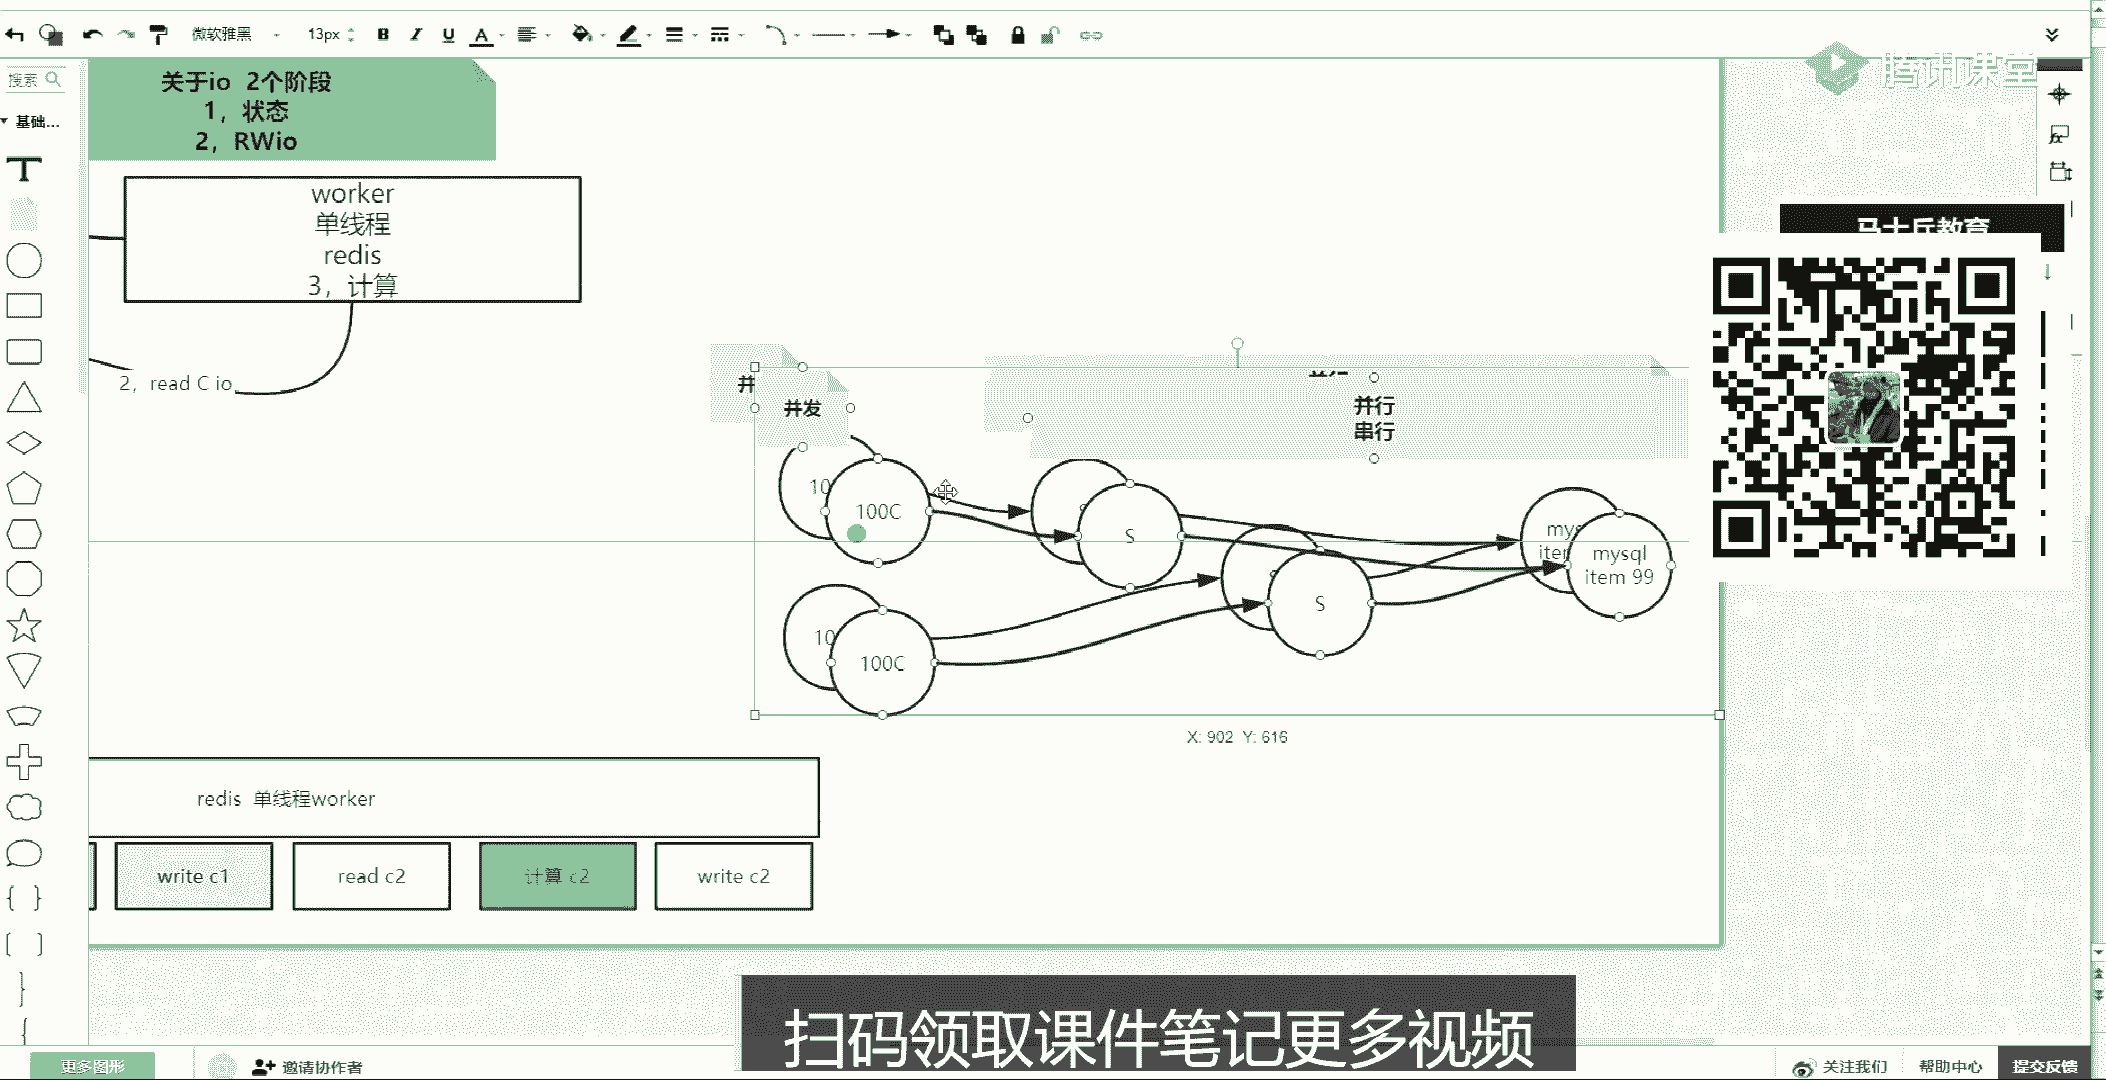 微软雅黑
13px
B
I
U
A
搜索
腾讯课堂
关于io 2个阶段
1，状态
2，RWio
基础...
T
worker
单线程
redis
3，计算
马士兵教育
2，read C io
并
并发
并行
串行
10
100C
S
mys
item
mysql
item 99
S
10
100C
X: 902 Y: 616
redis 单线程worker
write c1
read c2
计算 c2
write c2
扫码领取课件笔记更多视频
更多图形
邀请协作者
关注我们
帮助中心
提交反馈